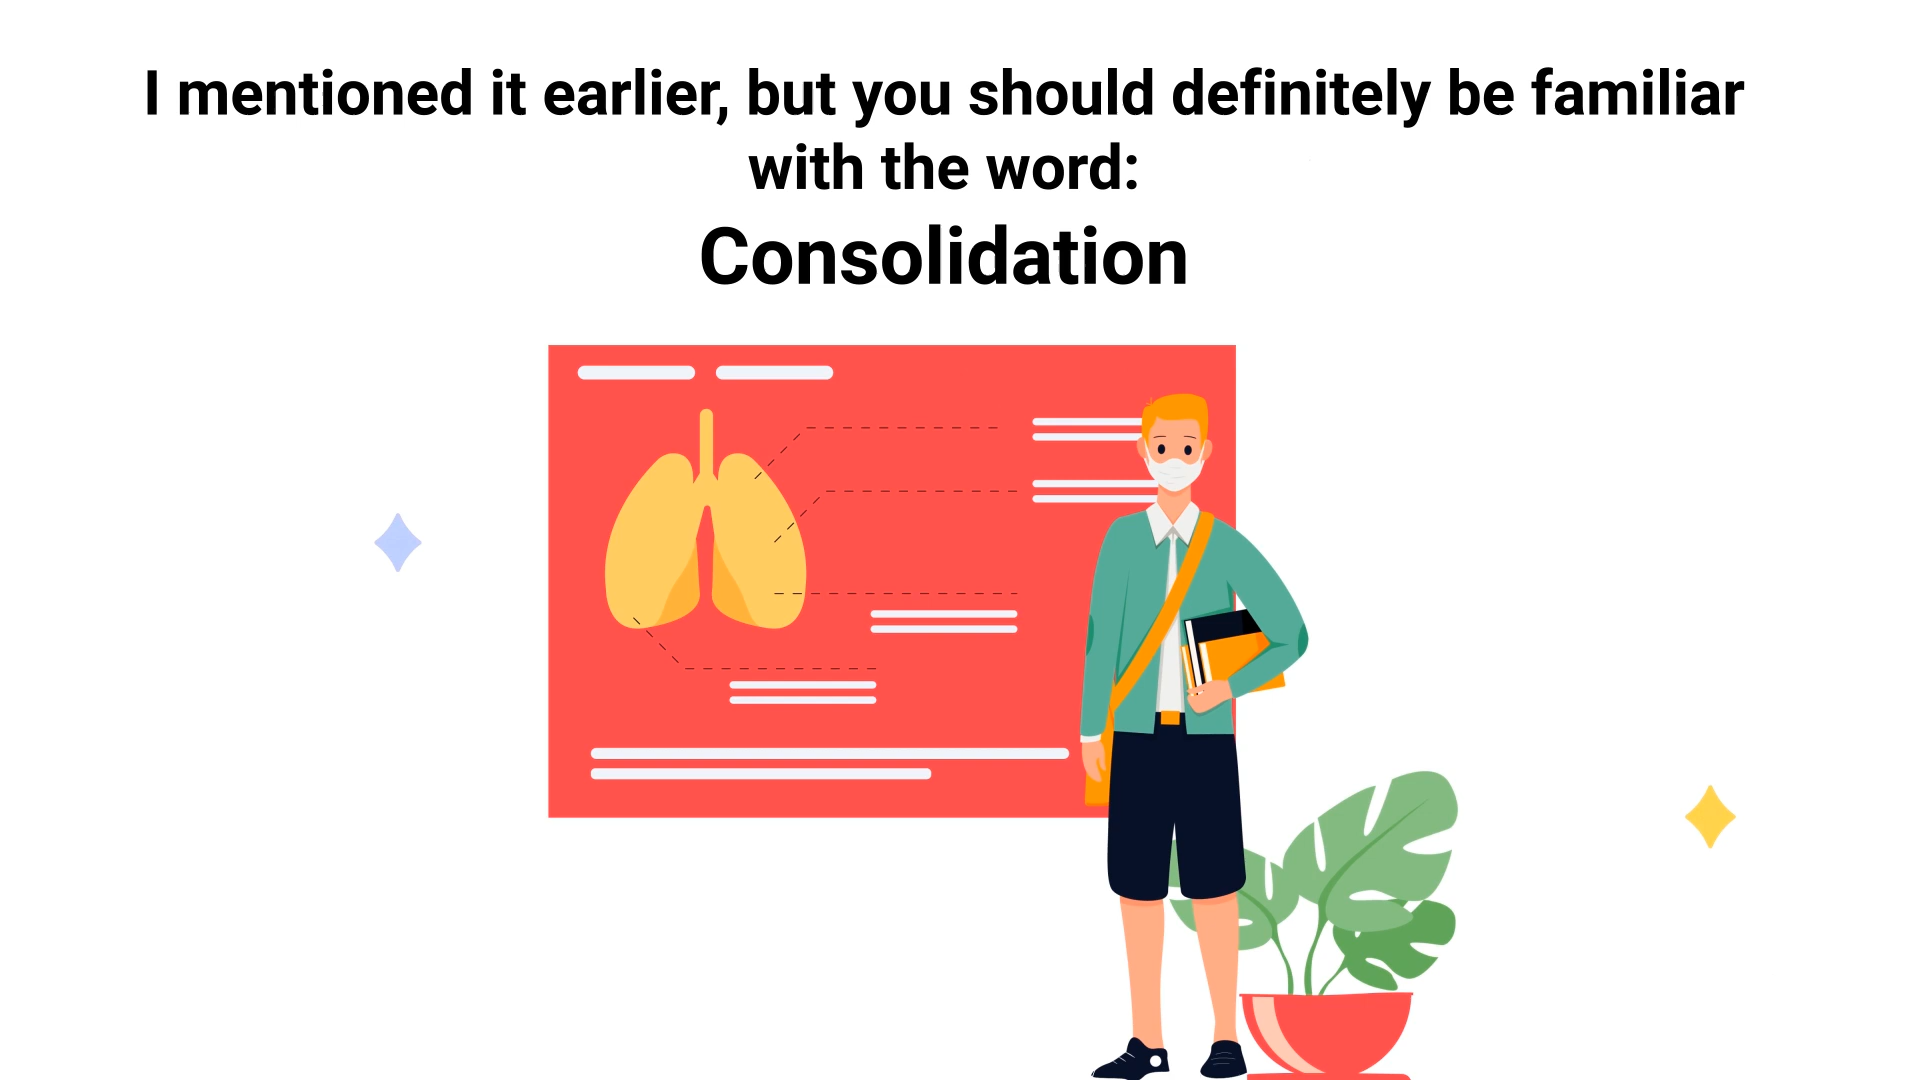 I mentioned it earlier, but you should definitely be familiar
with the word:
Consolidation